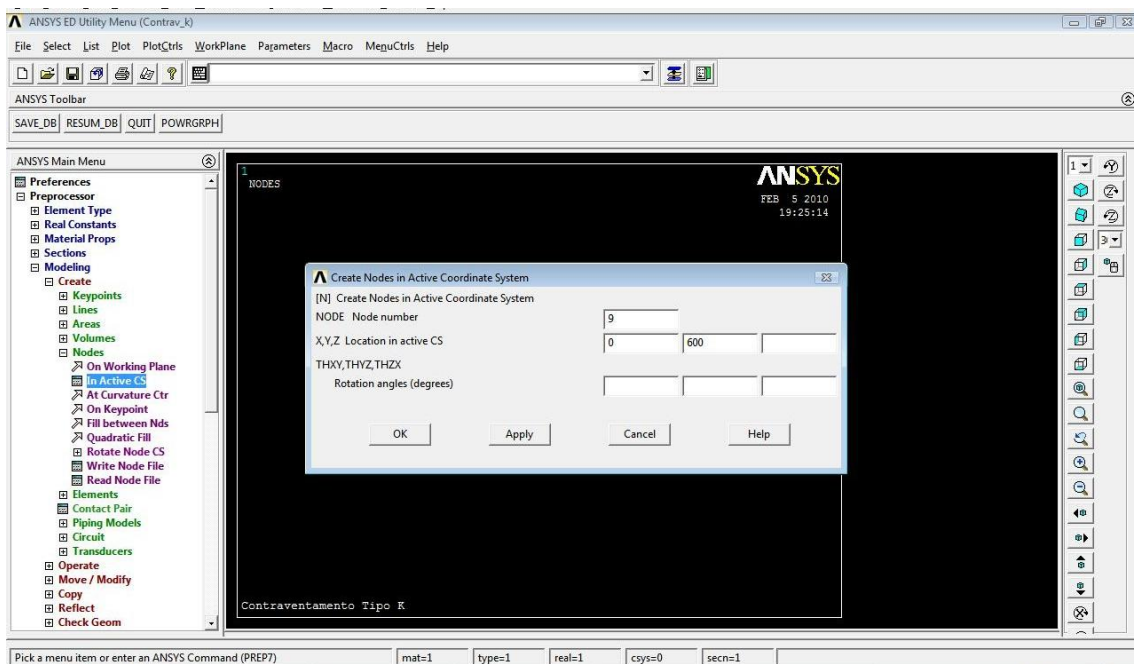 ANSYS ED Utility Menu (Contrav_k)
File Select List Plot PlotCtrls WorkPlane Parameters Macro MenuCtrls Help
ANSYS Toolbar
SAVE_DB RESUM_DB QUIT POWRGRPH
ANSYS Main Menu
Preferences
Preprocessor
Element Type
Real Constants
Material Props
Sections
Modeling
Create
Keypoints
Lines
Areas
Volumes
Nodes
On Working Plane
In Active CS
At Curvature Ctr
On Keypoint
Fill between Nds
Quadratic Fill
Rotate Node CS
Write Node File
Read Node File
Elements
Contact Pair
Piping Models
Circuit
Transducers
Operate
Move / Modify
Copy
Reflect
Check Geom
1
NODES
ANSYS
FEB 5 2010
19:25:14
Create Nodes in Active Coordinate System
[N] Create Nodes in Active Coordinate System
NODE Node number 9
X,Y,Z Location in active CS 0 600
THXY,THYZ,THZX
Rotation angles (degrees)
OK Apply Cancel Help
Contraventamento Tipo K
1
Pick a menu item or enter an ANSYS Command (PREP7) mat=1 type=1 real=1 csys=0 secn=1